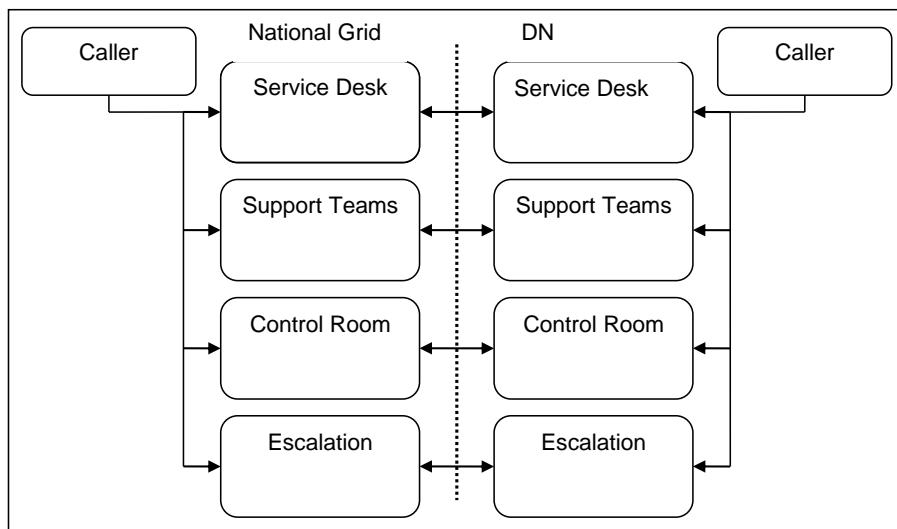 National Grid
DN
Caller
Caller
Service Desk
Service Desk
Support Teams
Support Teams
Control Room
Control Room
Escalation
Escalation